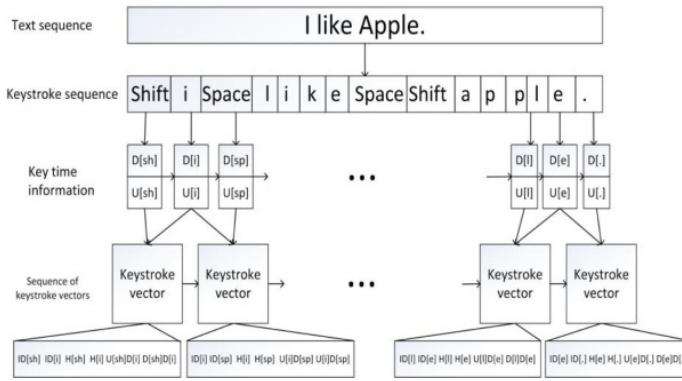 Text sequence
I like Apple.
Keystroke sequence
Shift i Space l i k e Space Shift a p p l e .
Key time information
D[sh] D[i] D[sp] ... D[l] D[e] D[.]
U[sh] U[i] U[sp] U[l] U[e] U[.]
Sequence of keystroke vectors
Keystroke vector Keystroke vector ... Keystroke vector Keystroke vector
ID[sh] ID[i] H[sh] H[i] U[sh]D[i] D[sh]D[i]
ID[i] ID[sp] H[i] H[sp] U[i]D[sp] U[i]D[sp]
ID[l] ID[e] H[l] H[e] U[l]D[e] D[l]D[e]
ID[e] ID[.] H[e] H[.] U[e]D[.] D[e]D[.]